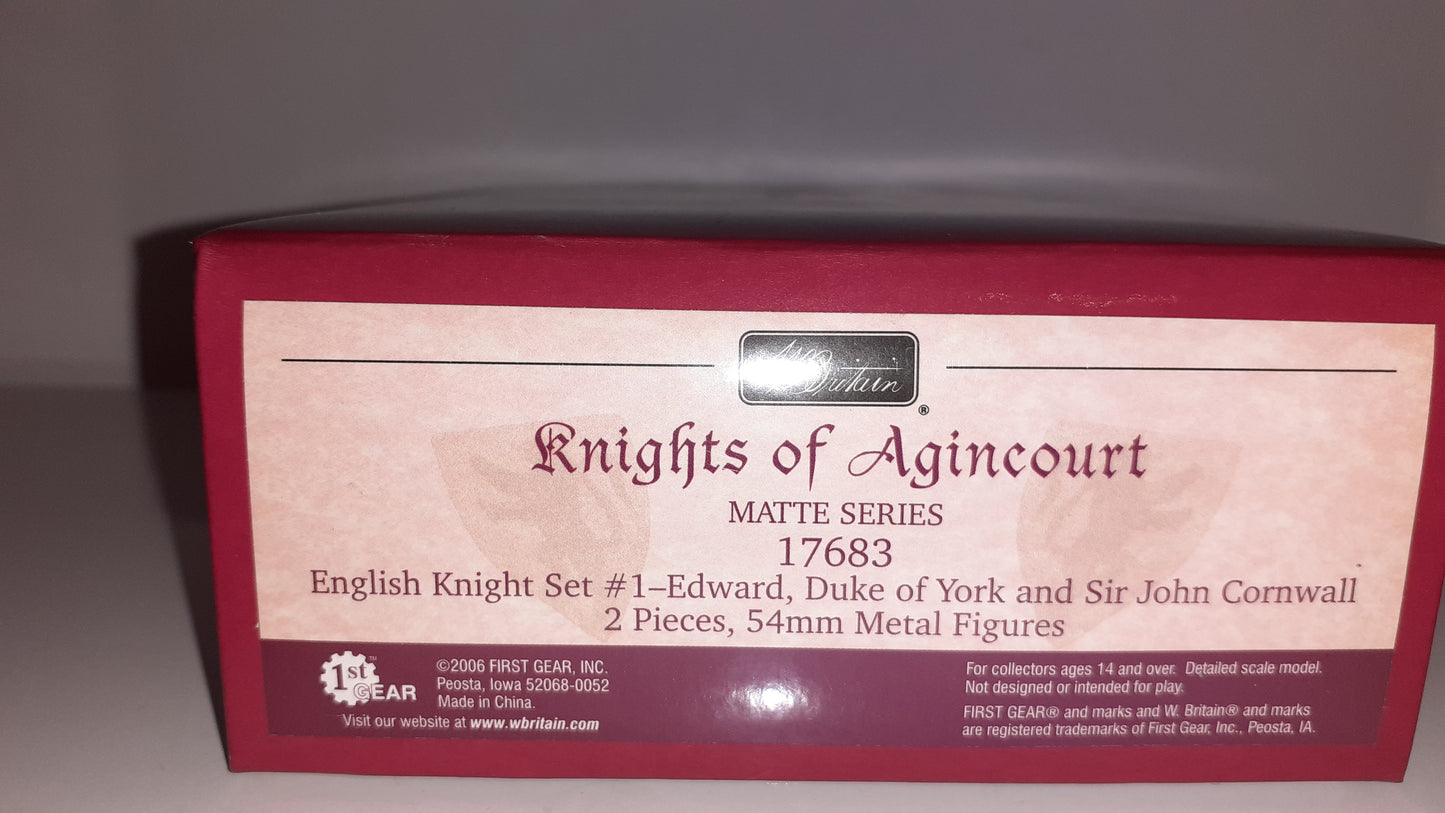 W Britain
®
Knights of Agincourt
MATTE SERIES
17683
English Knight Set #1–Edward, Duke of York and Sir John Cornwall
2 Pieces, 54mm Metal Figures
1st GEAR™
©2006 FIRST GEAR, INC.
Peosta, Iowa 52068-0052
Made in China.
Visit our website at www.wbritain.com
For collectors ages 14 and over. Detailed scale model.
Not designed or intended for play.
FIRST GEAR® and marks and W. Britain® and marks
are registered trademarks of First Gear, Inc., Peosta, IA.